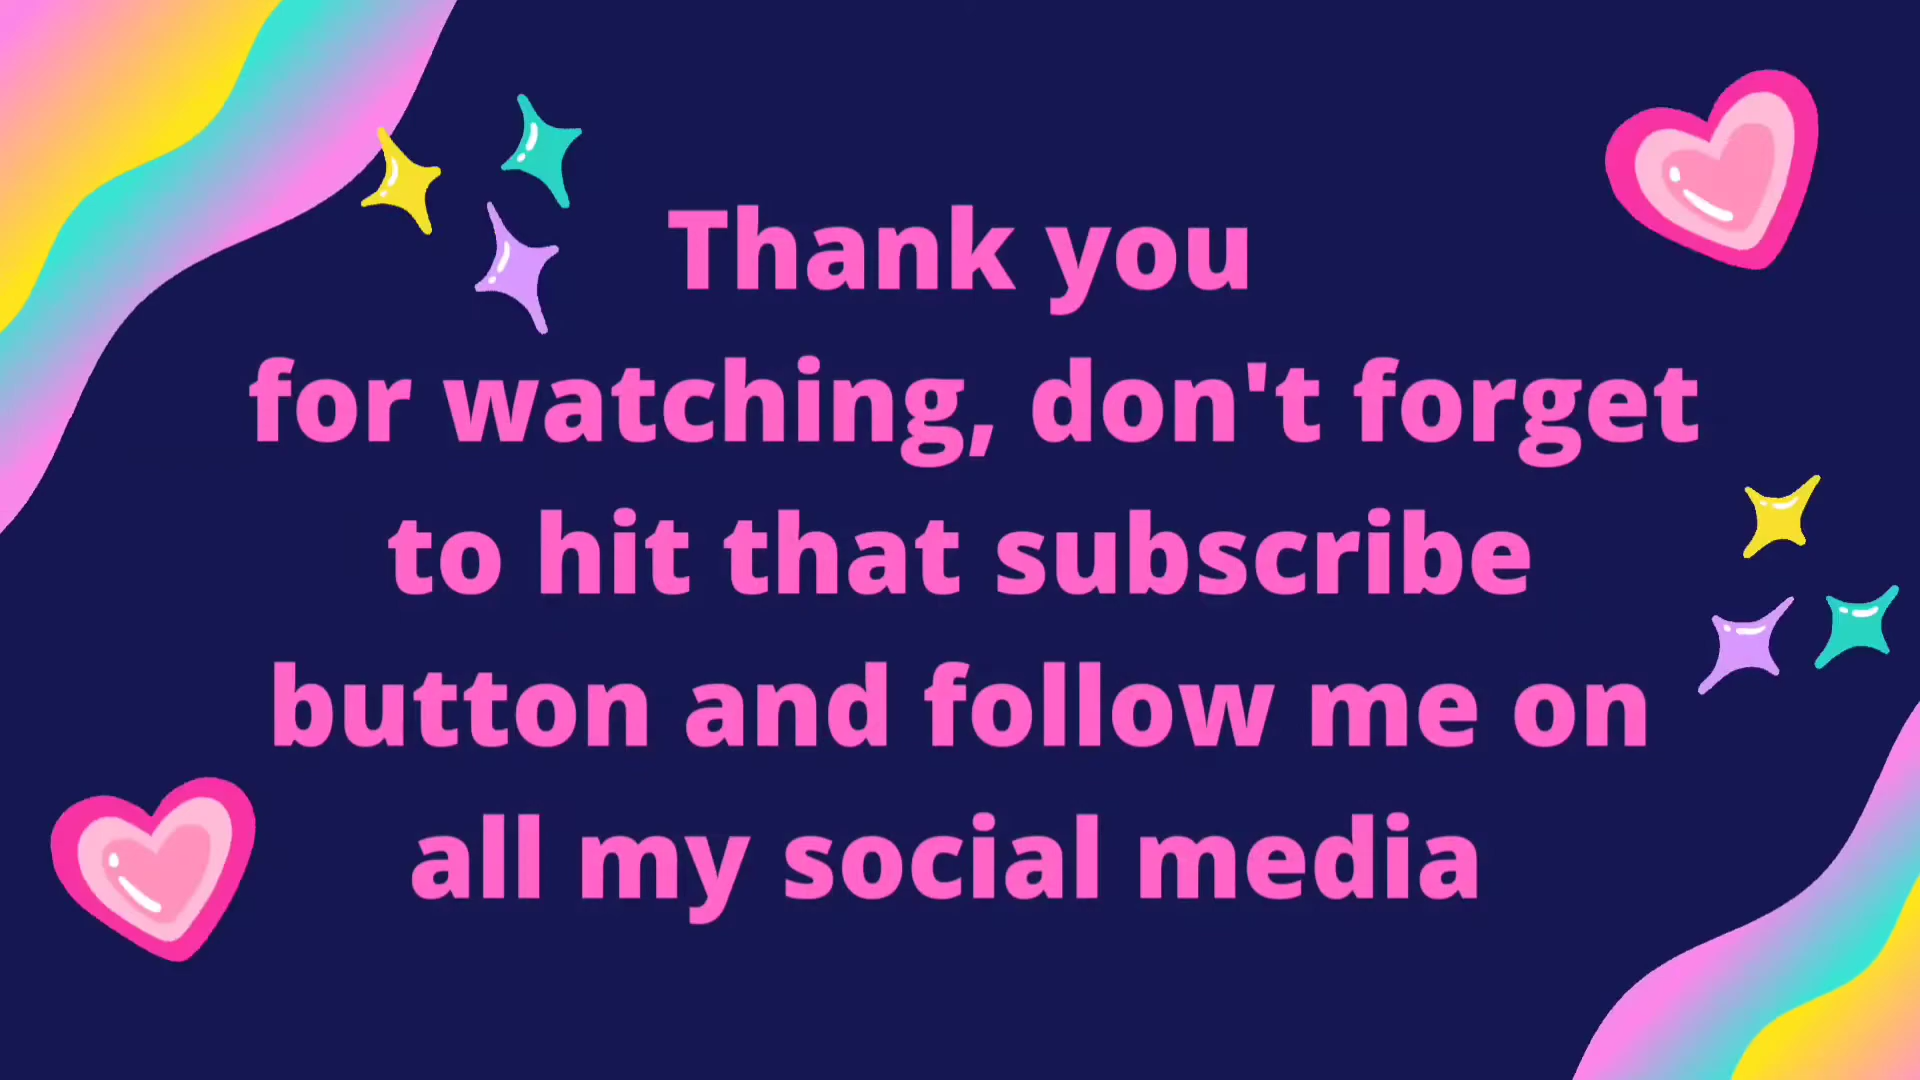 Thank you
for watching, don't forget
to hit that subscribe
button and follow me on
all my social media